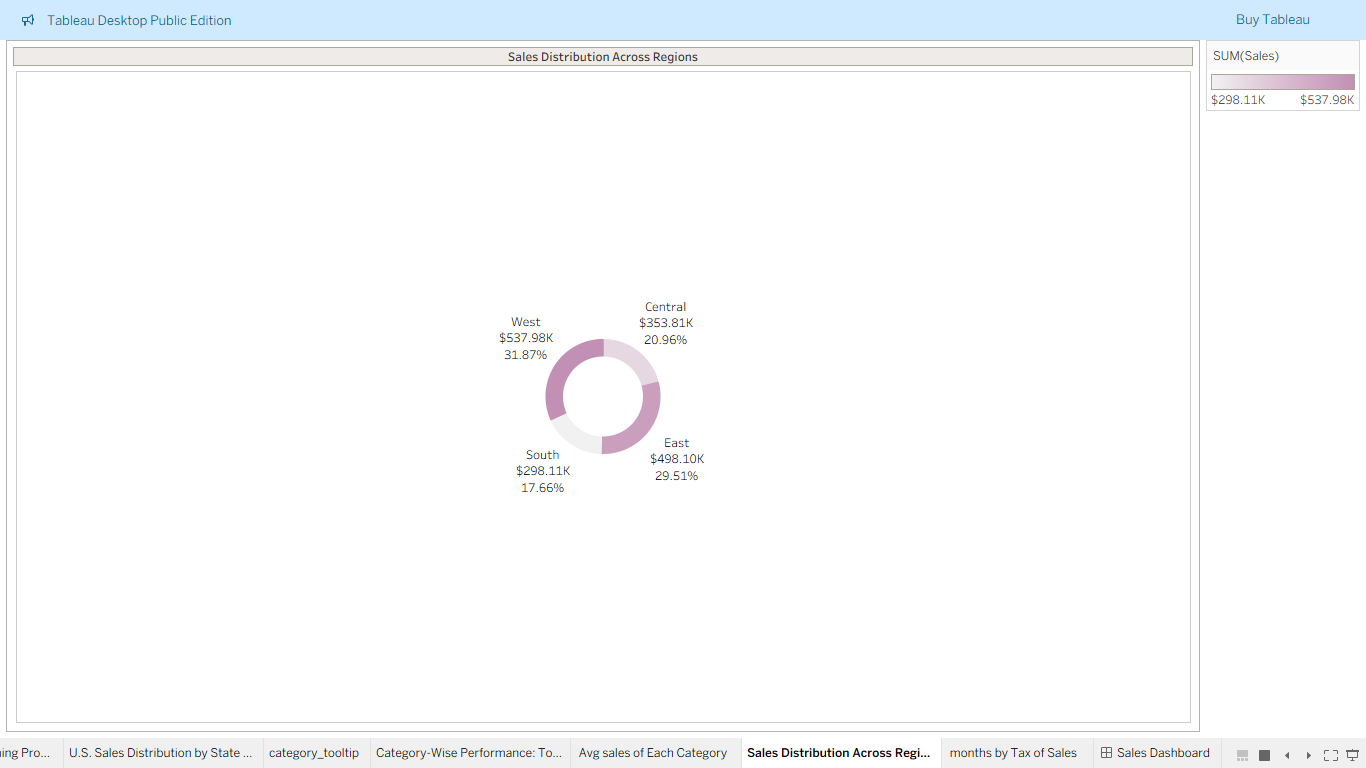 Tableau Desktop Public Edition
Buy Tableau
Sales Distribution Across Regions
SUM(Sales)
$298.11K $537.98K
Central
$353.81K
20.96%
West
$537.98K
31.87%
East
$498.10K
29.51%
South
$298.11K
17.66%
ing Pro... U.S. Sales Distribution by State ... category_tooltip Category-Wise Performance: To... Avg sales of Each Category Sales Distribution Across Regi... months by Tax of Sales Sales Dashboard